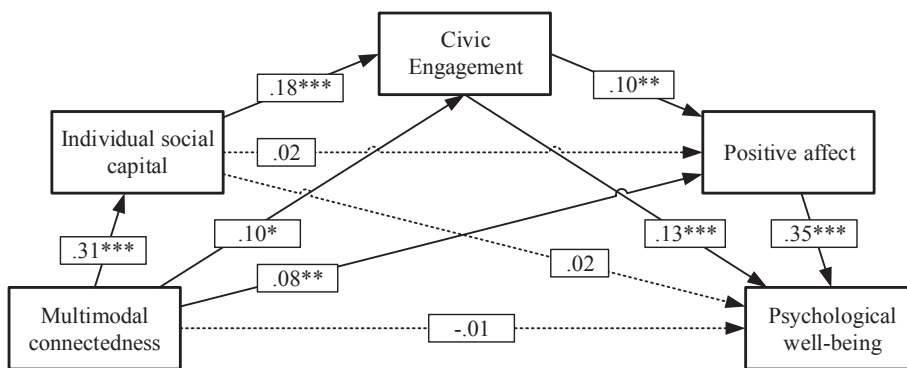 Civic
Engagement
.18***
.10**
Individual social
capital
.02
Positive affect
.31***
.10*
.08**
.02
.13***
.35***
Multimodal
connectedness
-.01
Psychological
well-being